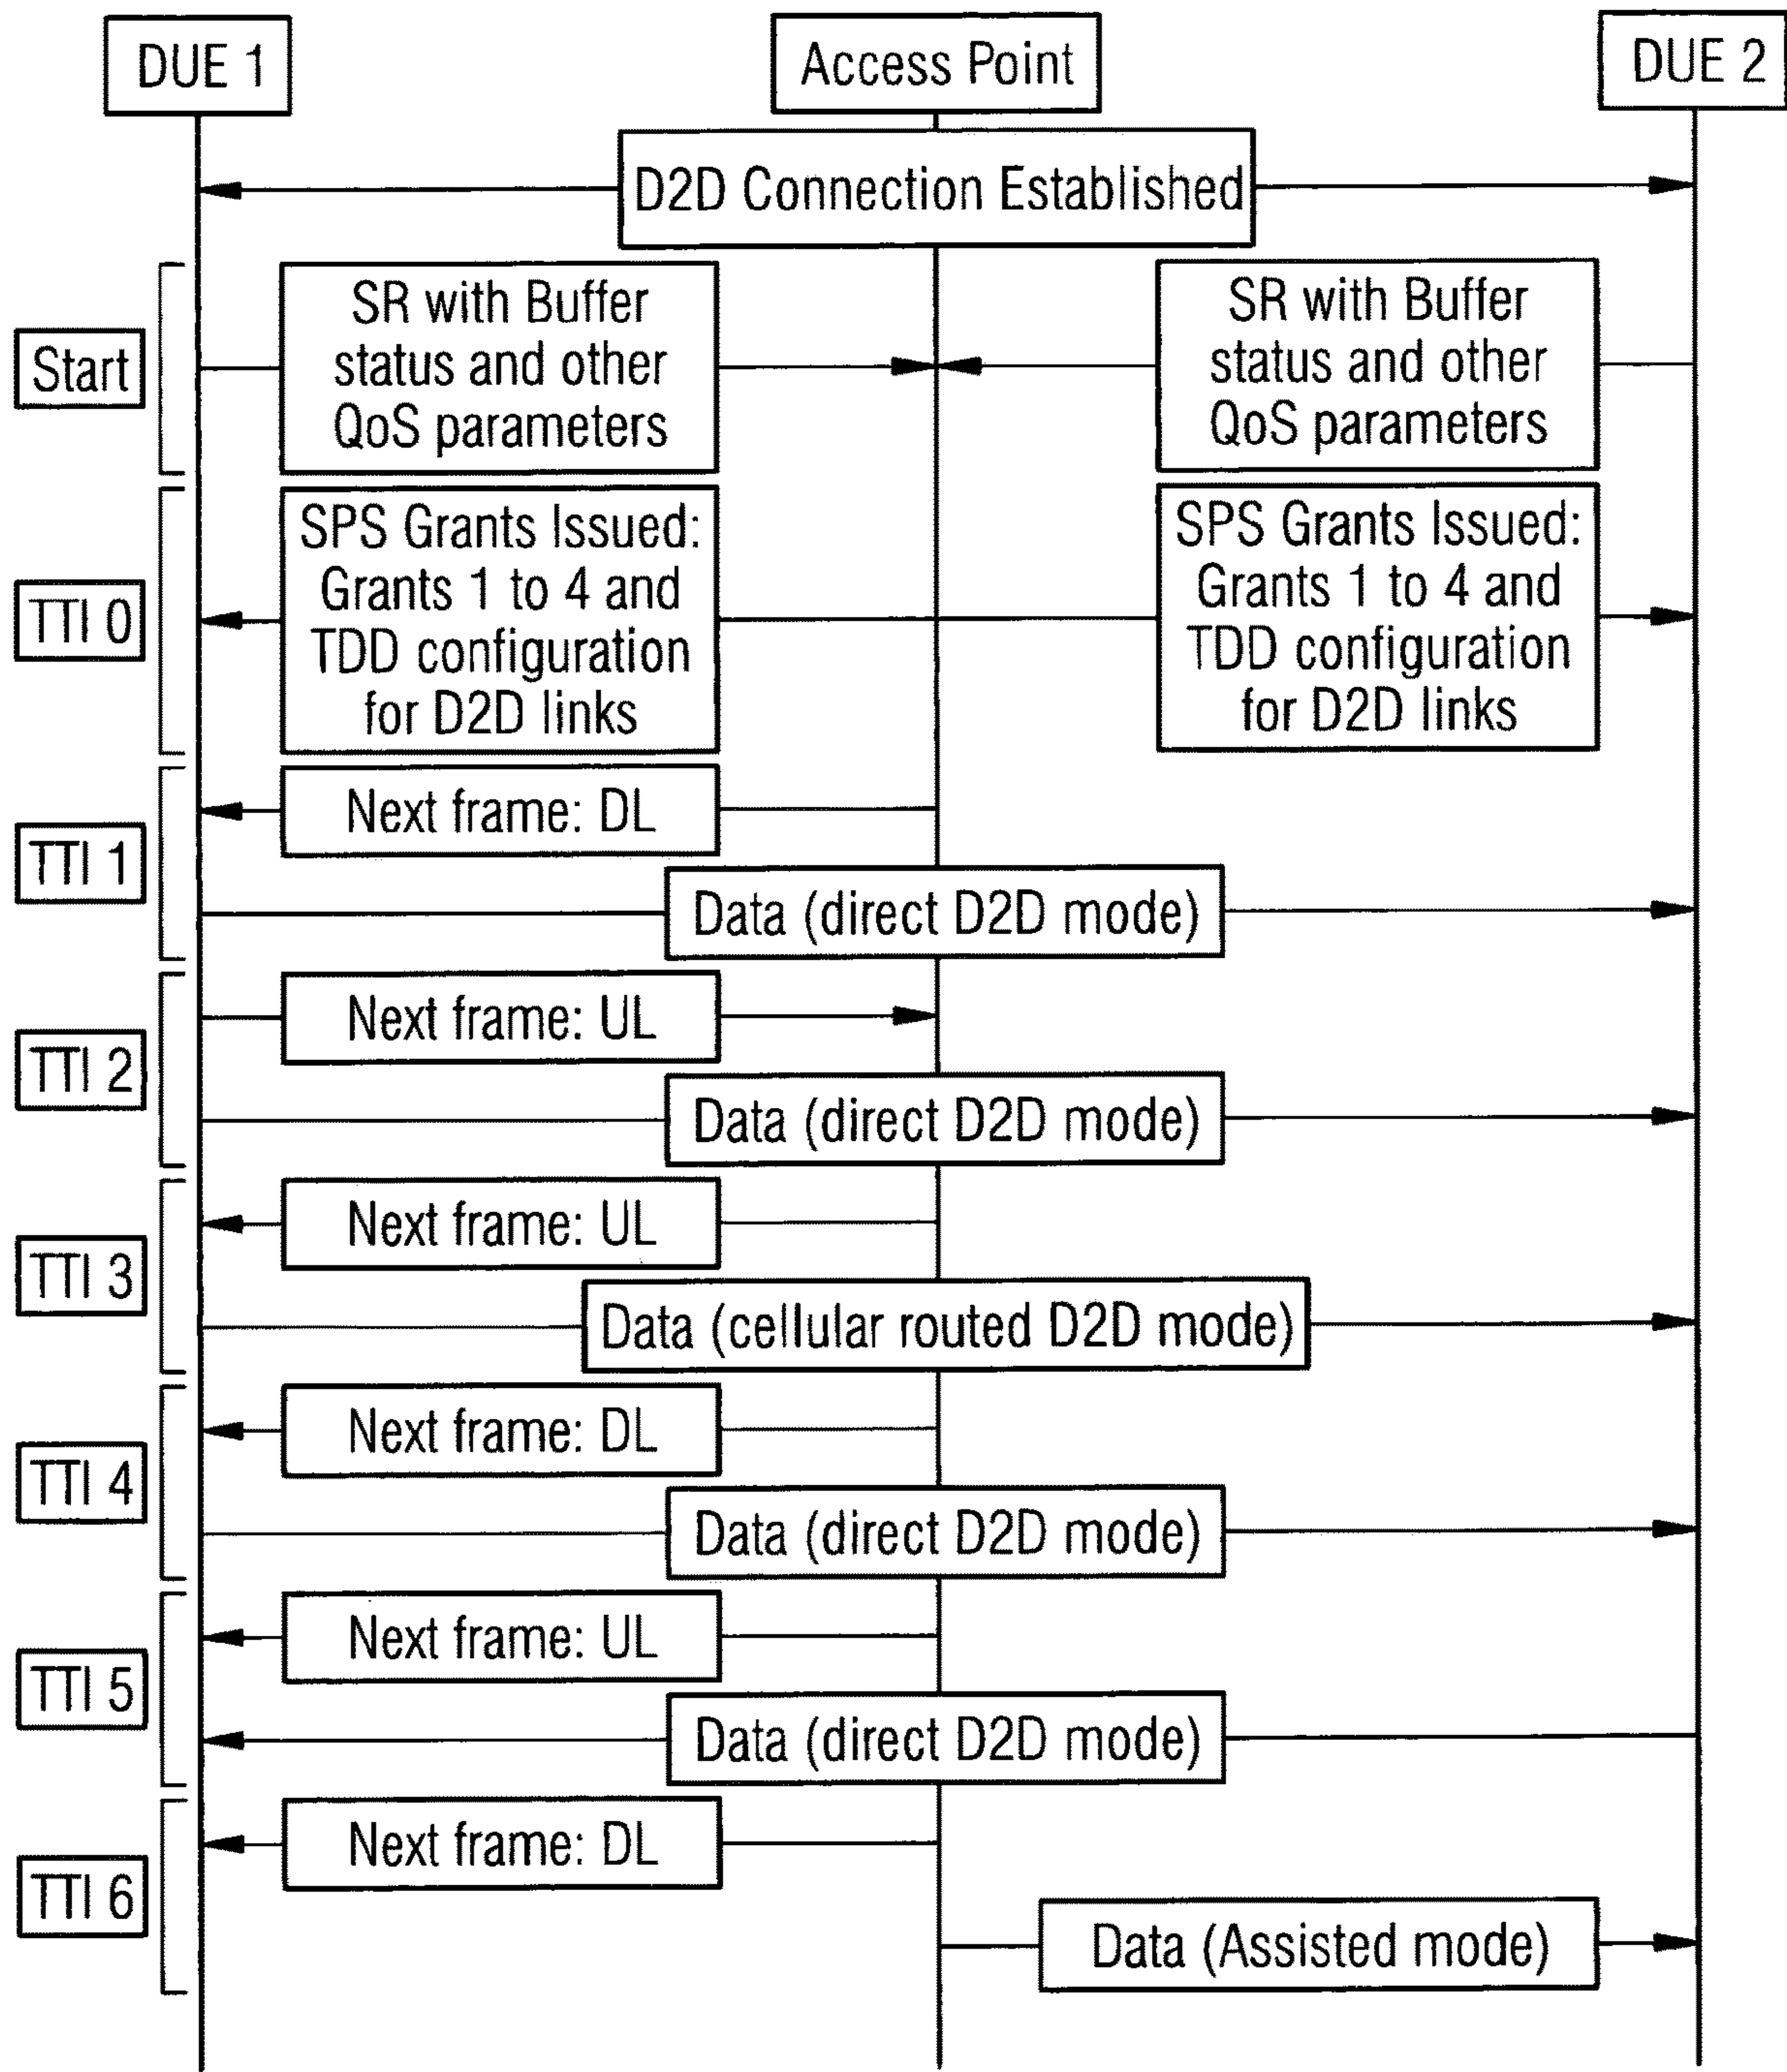 DUE 1
Access Point
DUE 2
D2D Connection Established
Start
SR with Buffer
status and other
QoS parameters
SR with Buffer
status and other
QoS parameters
TTI 0
SPS Grants Issued:
Grants 1 to 4 and
TDD configuration
for D2D links
SPS Grants Issued:
Grants 1 to 4 and
TDD configuration
for D2D links
TTI 1
Next frame: DL
Data (direct D2D mode)
TTI 2
Next frame: UL
Data (direct D2D mode)
TTI 3
Next frame: UL
Data (cellular routed D2D mode)
TTI 4
Next frame: DL
Data (direct D2D mode)
TTI 5
Next frame: UL
Data (direct D2D mode)
TTI 6
Next frame: DL
Data (Assisted mode)